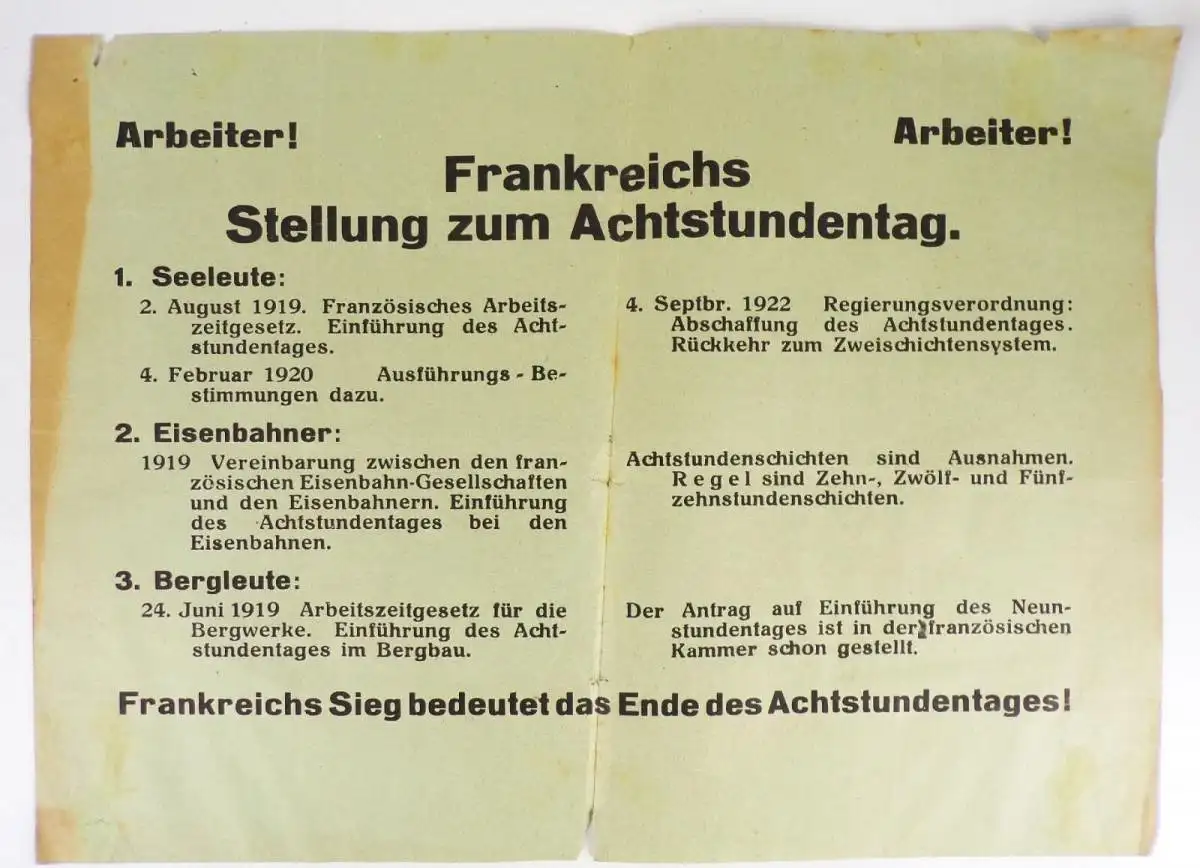 Arbeiter! Arbeiter!
Frankreichs
Stellung zum Achtstundentag.
1. Seeleute:
2. August 1919. Französisches Arbeits-
zeitgesetz. Einführung des Acht-
stundentages.
4. Februar 1920 Ausführungs-Be-
stimmungen dazu.
4. Septbr. 1922 Regierungsverordnung:
Abschaffung des Achtstundentages.
Rückkehr zum Zweischichtensystem.
2. Eisenbahner:
1919 Vereinbarung zwischen den fran-
zösischen Eisenbahn-Gesellschaften
und den Eisenbahnern. Einführung
des Achtstundentages bei den
Eisenbahnen.
Achtstundenschichten sind Ausnahmen.
Regel sind Zehn-, Zwölf- und Fünf-
zehnstundenschichten.
3. Bergleute:
24. Juni 1919 Arbeitszeitgesetz für die
Bergwerke. Einführung des Acht-
stundentages im Bergbau.
Der Antrag auf Einführung des Neun-
stundentages ist in der französischen
Kammer schon gestellt.
Frankreichs Sieg bedeutet das Ende des Achtstundentages!